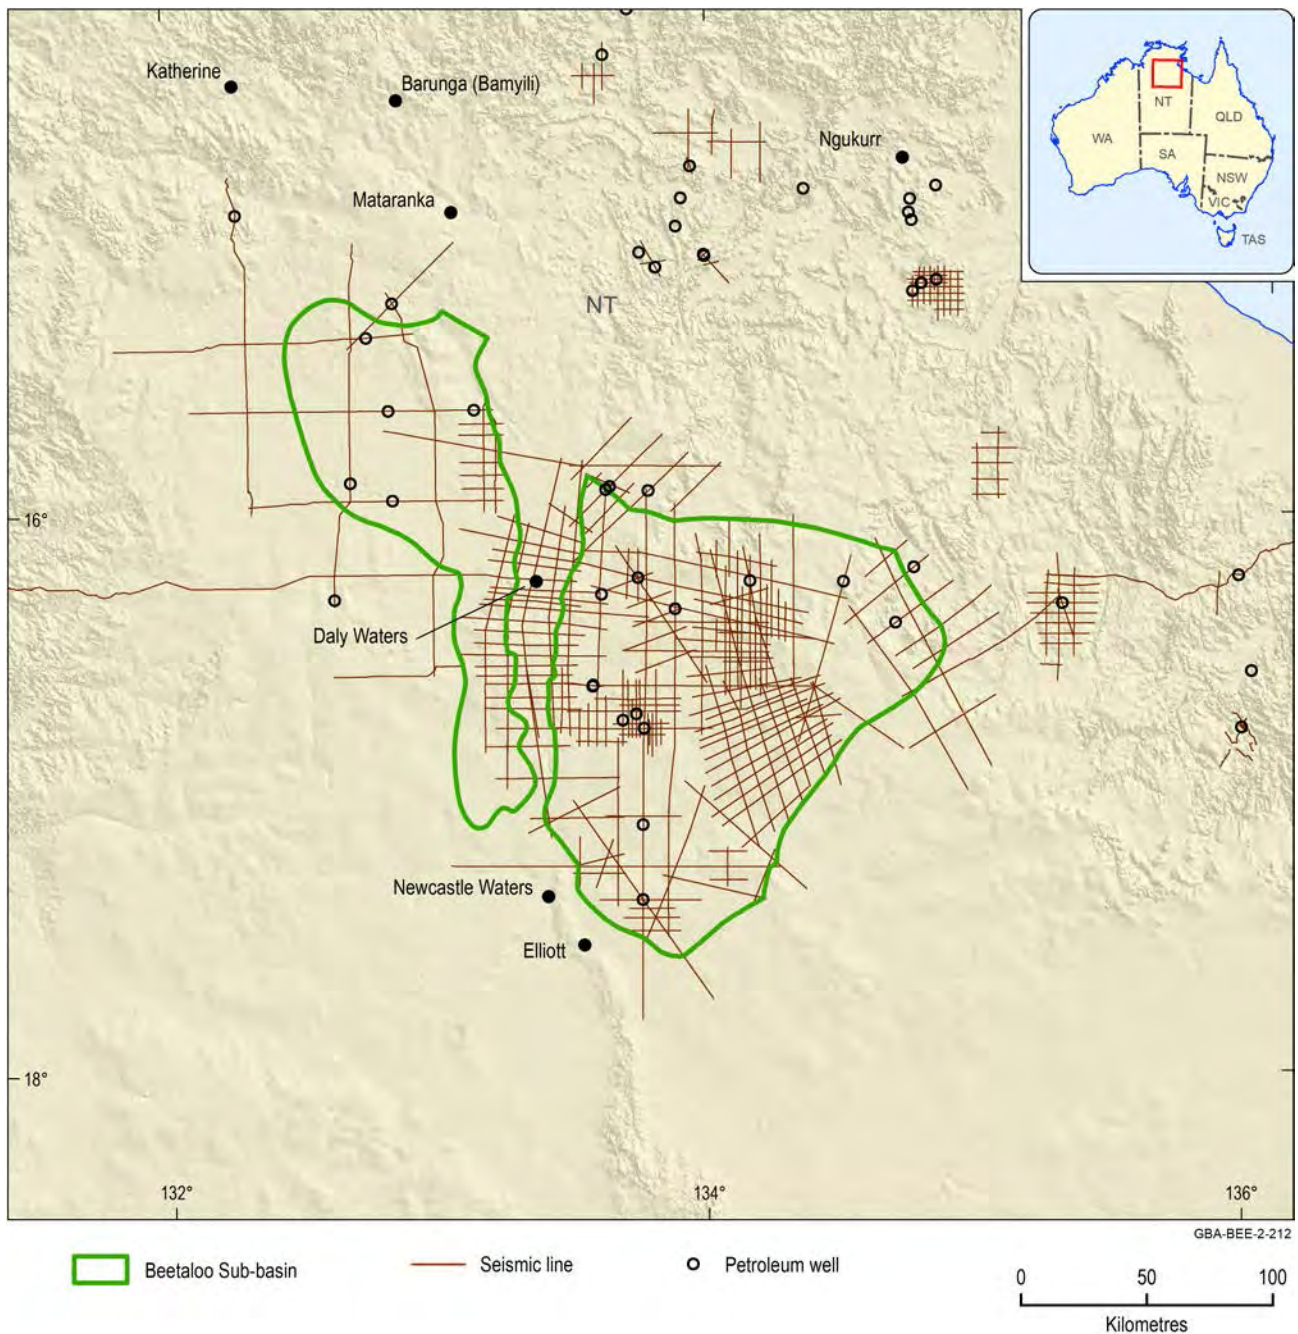 Katherine
Barunga (Bamyili)
Ngukurr
Mataranka
NT
WA
NT
QLD
SA
NSW
VIC
TAS
16°
Daly Waters
Newcastle Waters
Elliott
18°
132°
134°
136°
GBA-BEE-2-212
Beetaloo Sub-basin
Seismic line
Petroleum well
0 50 100
Kilometres